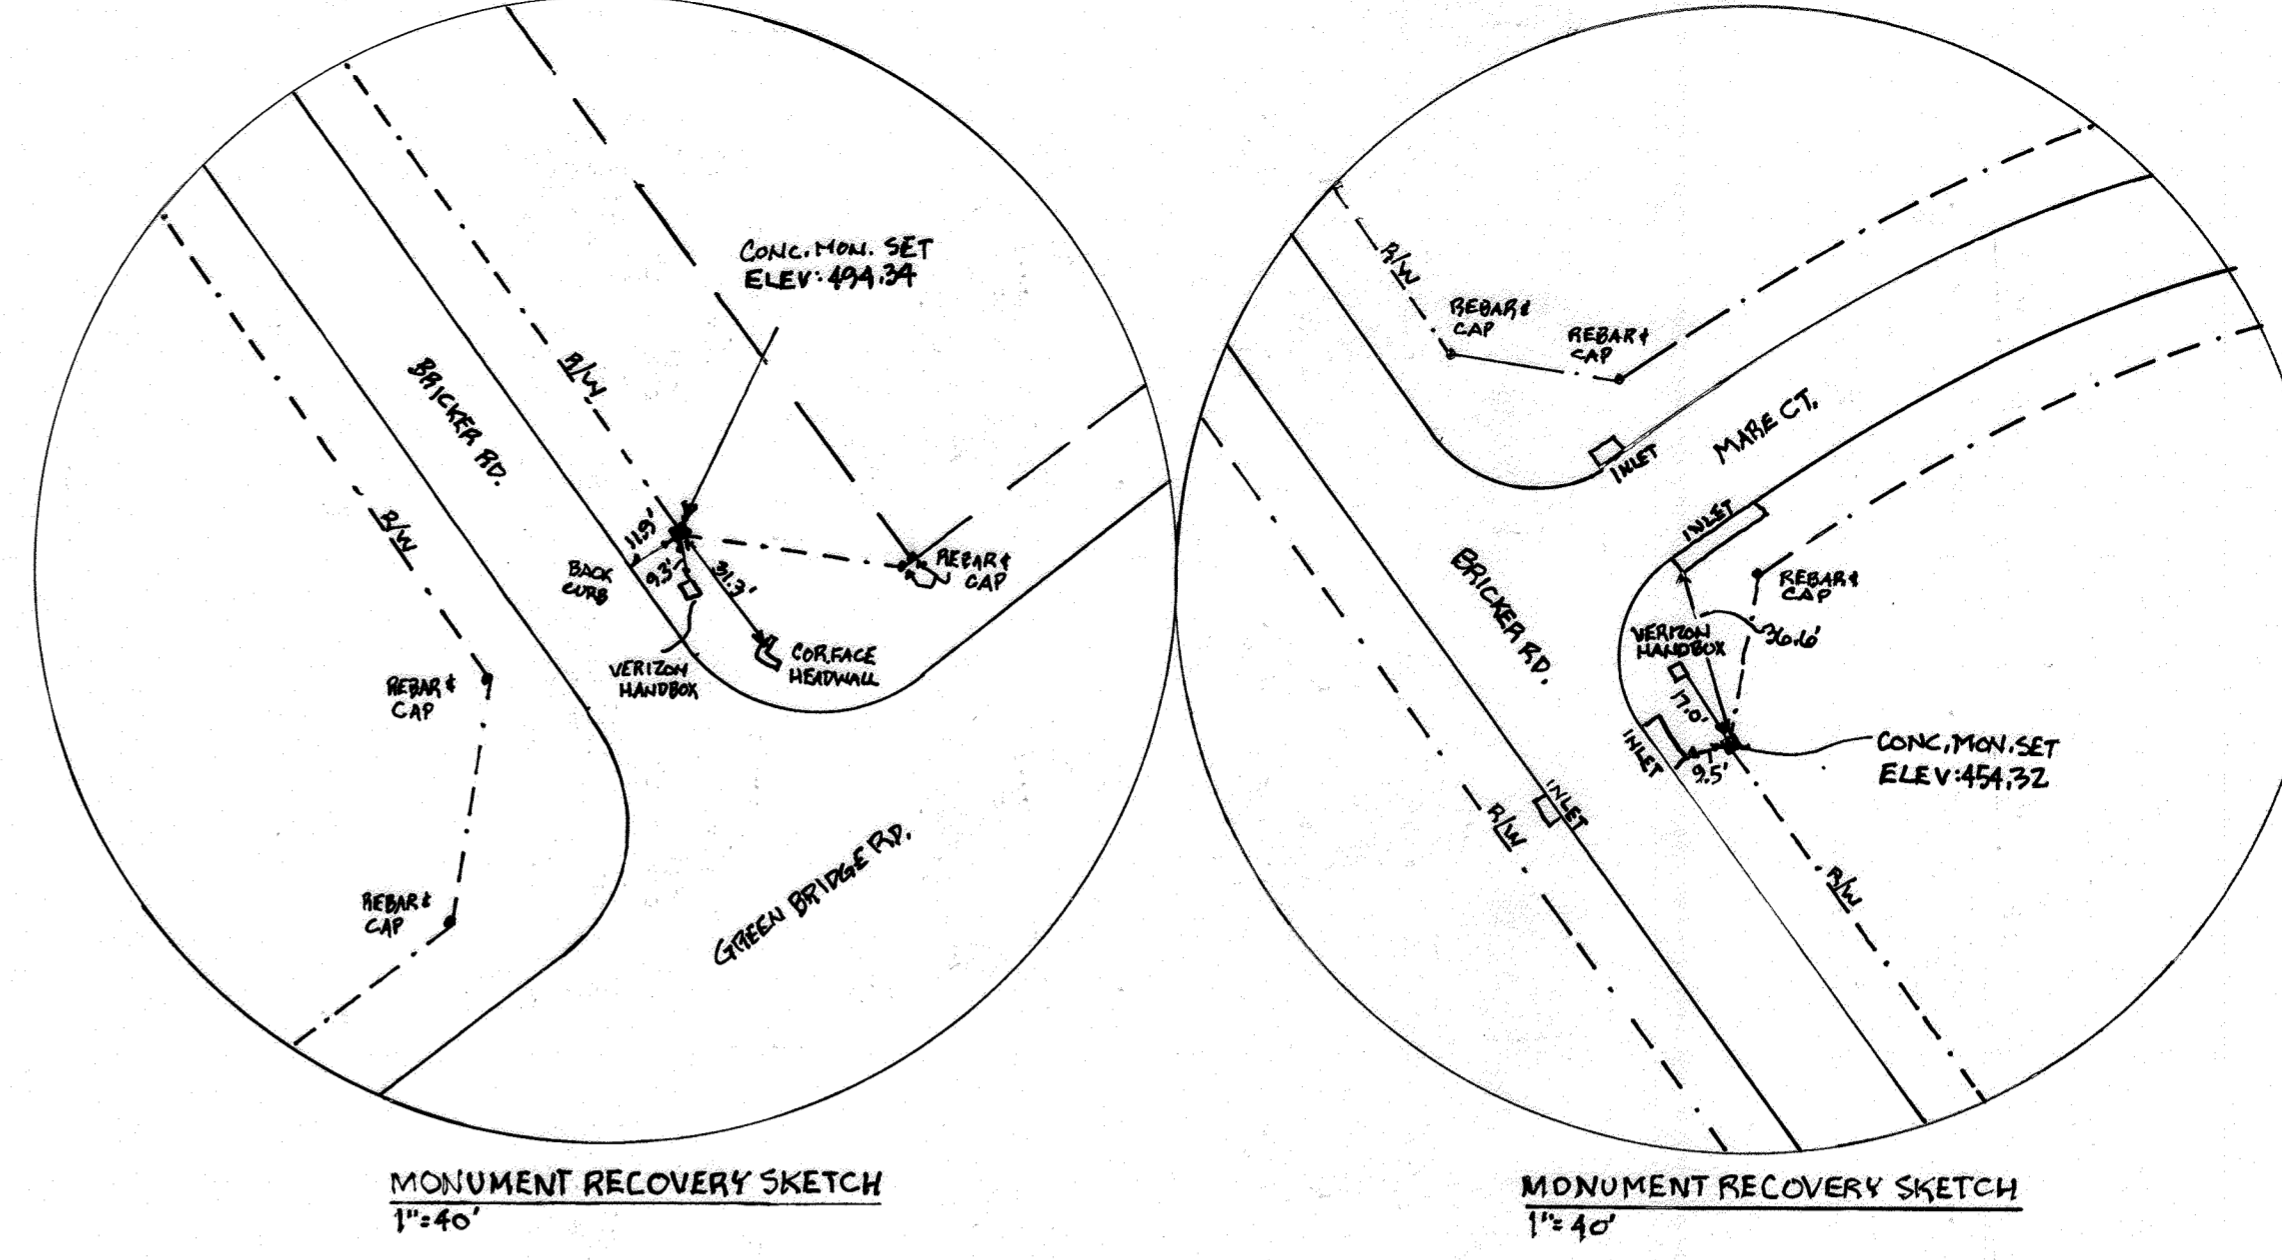 CONC. MON. SET
ELEV: 494.34
R/W
BRICKER RD.
R/W
11.9'
BACK
CURB
9.3'
31.3'
REBAR &
CAP
VERIZON
HANDBOX
COR. FACE
HEADWALL
REBAR &
CAP
REBAR &
CAP
GREEN BRIDGE RD.
MONUMENT RECOVERY SKETCH
1"=40'
R/W
REBAR &
CAP
REBAR &
CAP
MARE CT.
INLET
INLET
BRICKER RD.
REBAR &
CAP
VERIZON
HANDBOX
36.6'
17.0'
INLET
9.5'
CONC. MON. SET
ELEV: 454.32
INLET
R/W
R/W
MONUMENT RECOVERY SKETCH
1"=40'